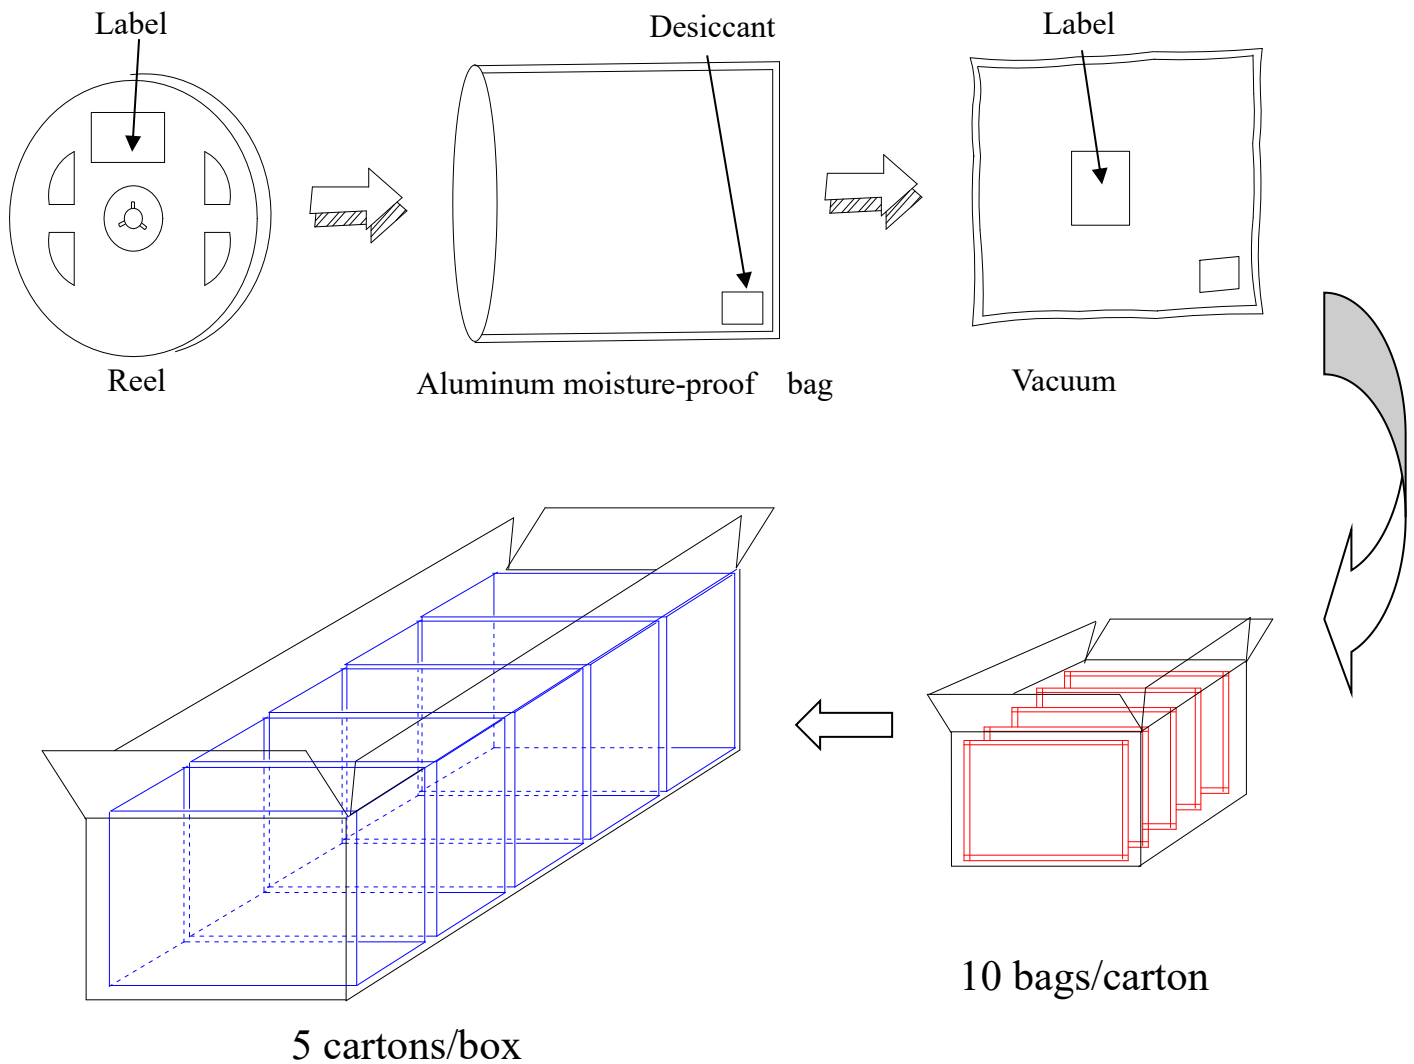 Label
Desiccant
Label
Reel
Aluminum moisture-proof bag
Vacuum
10 bags/carton
5 cartons/box